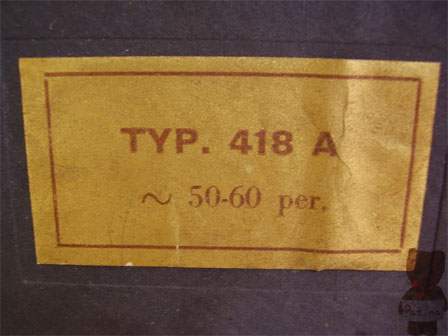 TYP. 418 A
~ 50-60 per.